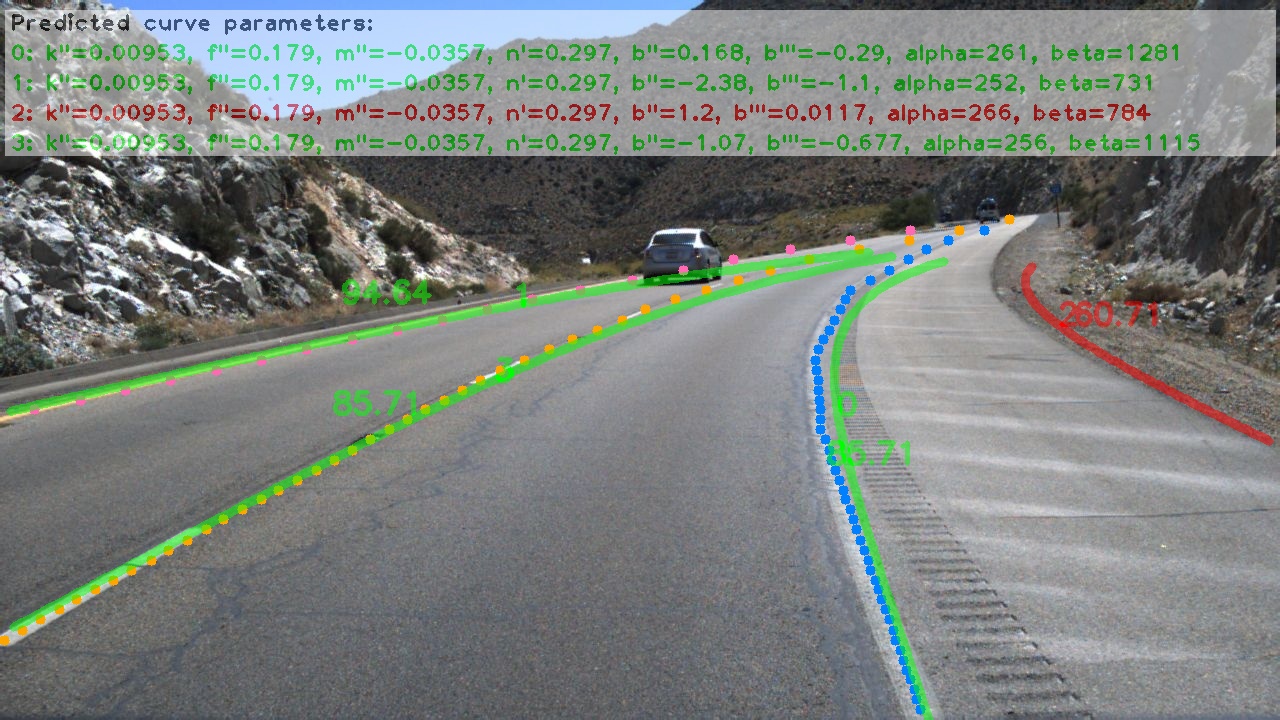 Predicted curve parameters:
0: k''=0.00953, f''=0.179, m''=-0.0357, n'=0.297, b''=0.168, b'''=-0.29, alpha=261, beta=1281
1: k''=0.00953, f''=0.179, m''=-0.0357, n'=0.297, b''=-2.38, b'''=-1.1, alpha=252, beta=731
2: k''=0.00953, f''=0.179, m''=-0.0357, n'=0.297, b''=1.2, b'''=0.0117, alpha=266, beta=784
3: k''=0.00953, f''=0.179, m''=-0.0357, n'=0.297, b''=-1.07, b'''=-0.677, alpha=256, beta=1115
94.64
1
260.71
85.71
0